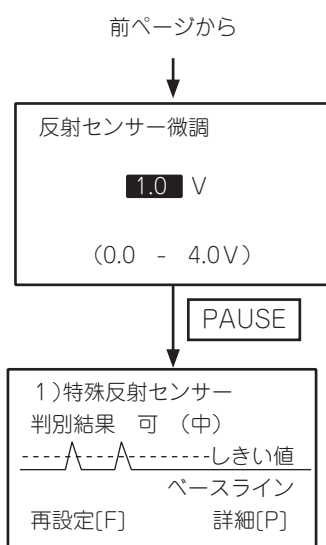 前ページから
反射センサー微調
1.0 V
(0.0 - 4.0V)
PAUSE
1)特殊反射センサー
判別結果 可 (中)
しきい値
ベースライン
再設定[F] 詳細[P]